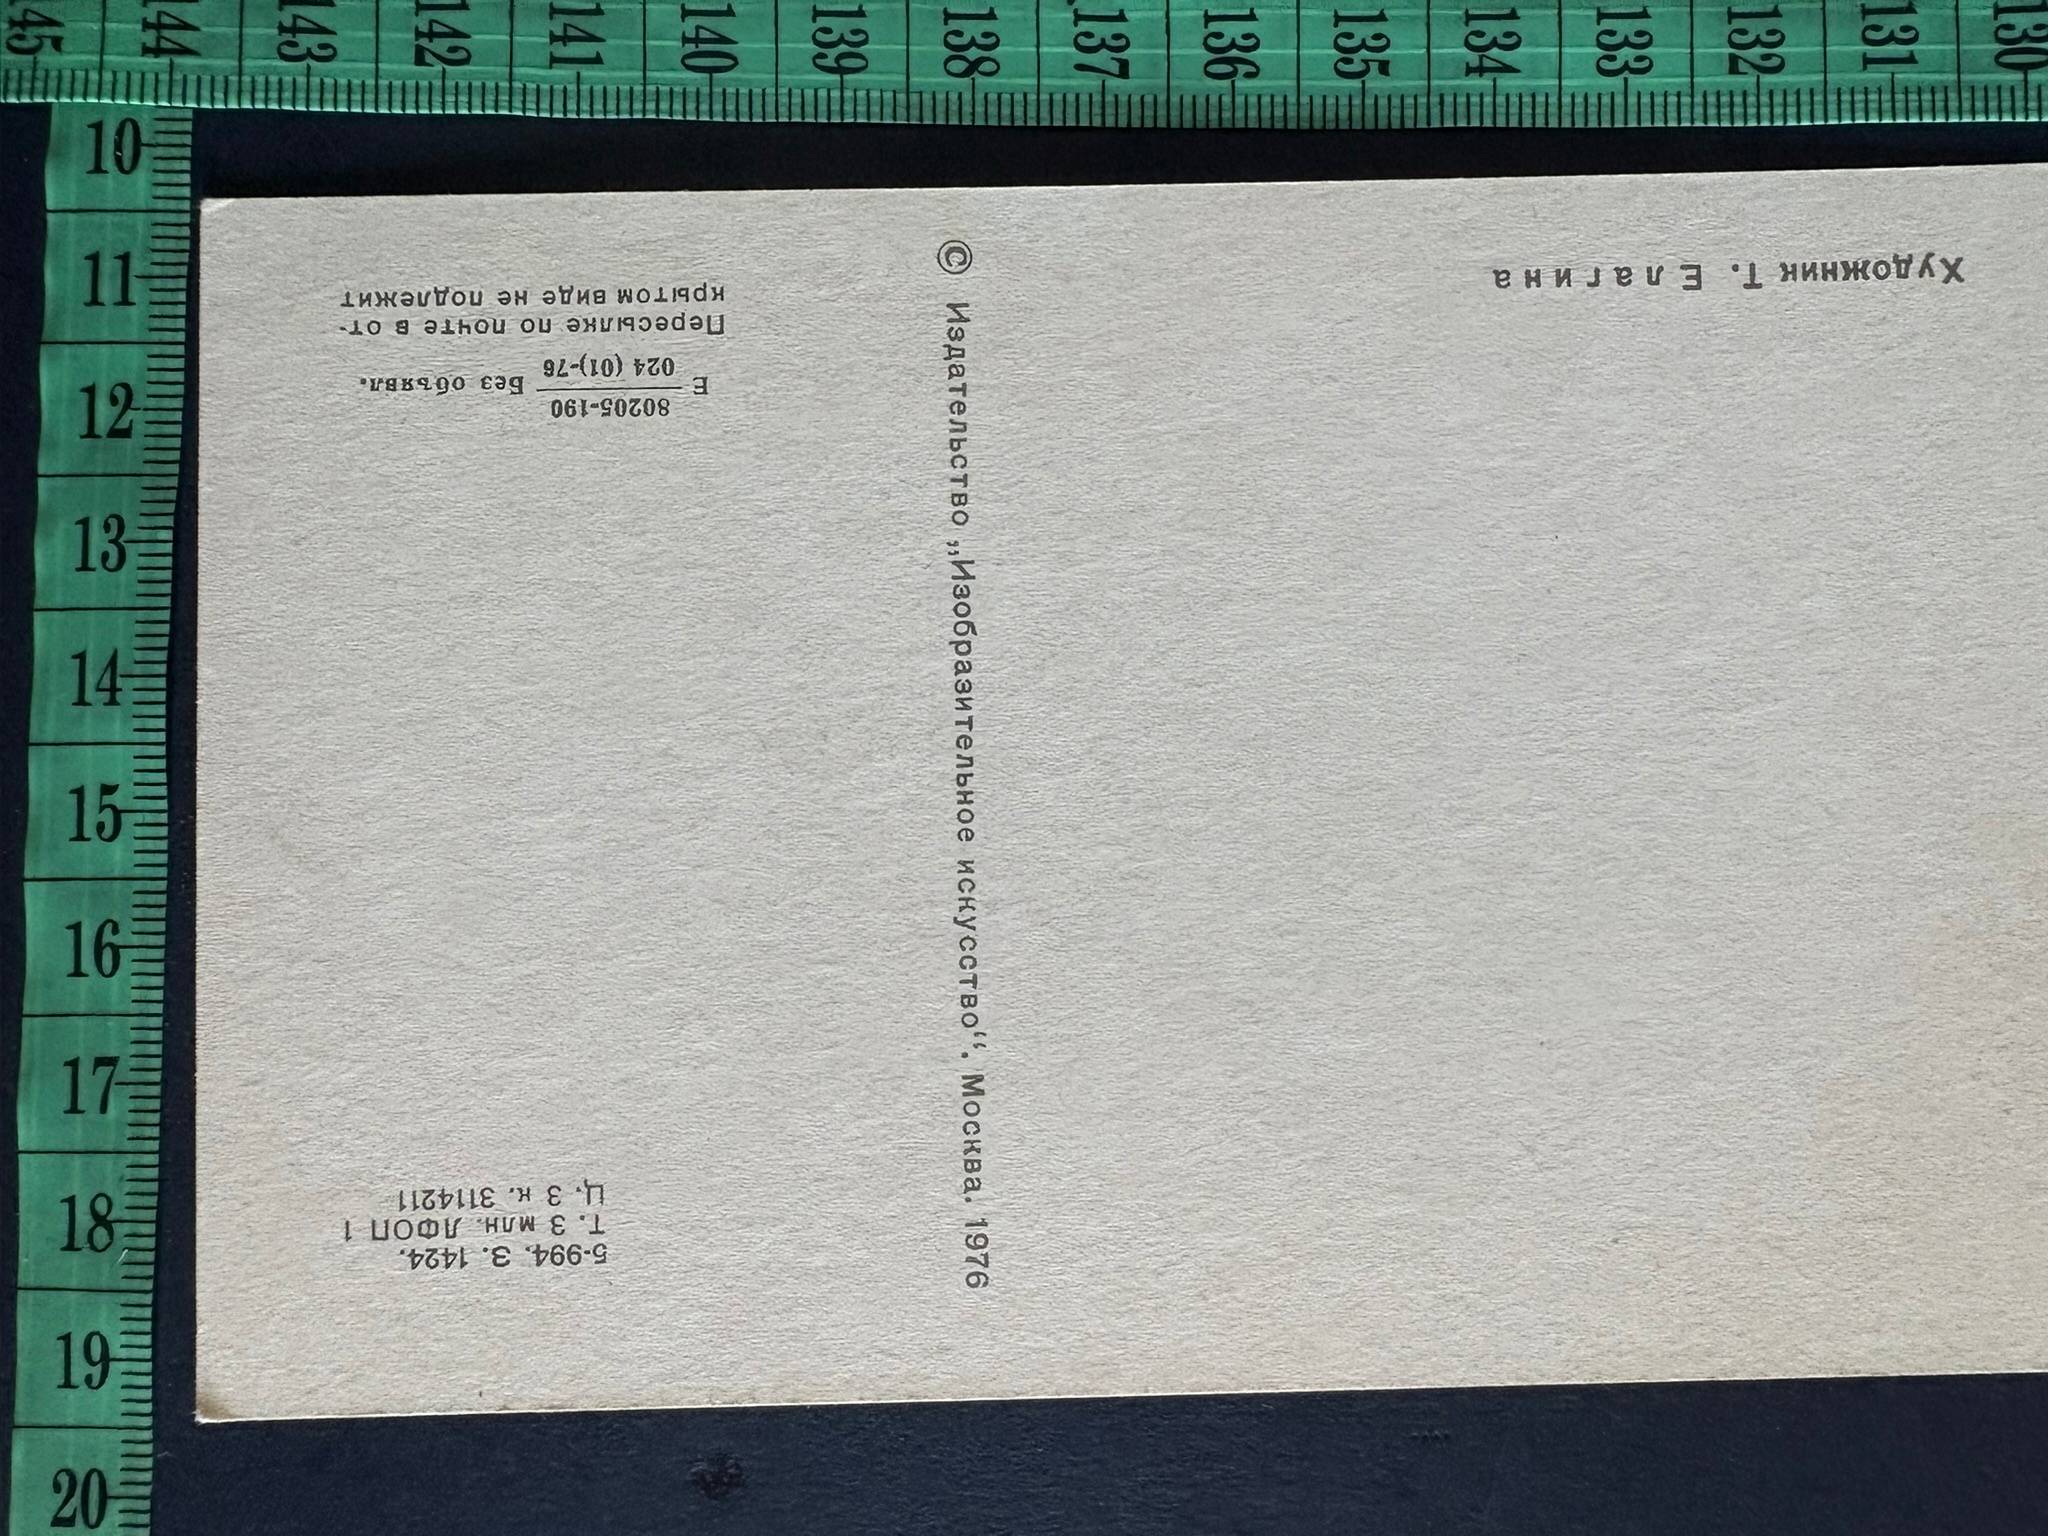 45 144 143 142 141 140 139 138 137 136 135 134 133 132 131 130
10
11
12
13
14
15
16
17
18
19
20
Художник Т. Елагина
© Издательство „Изобразительное искусство“. Москва. 1976
5-994. З. 1424.
Т. 3 млн. ЛФОП 1
Ц. 3 к. 3114211
80205-190
Е Без объявл.
024 (01)-76
Пересылке по почте в от-
крытом виде не подлежит